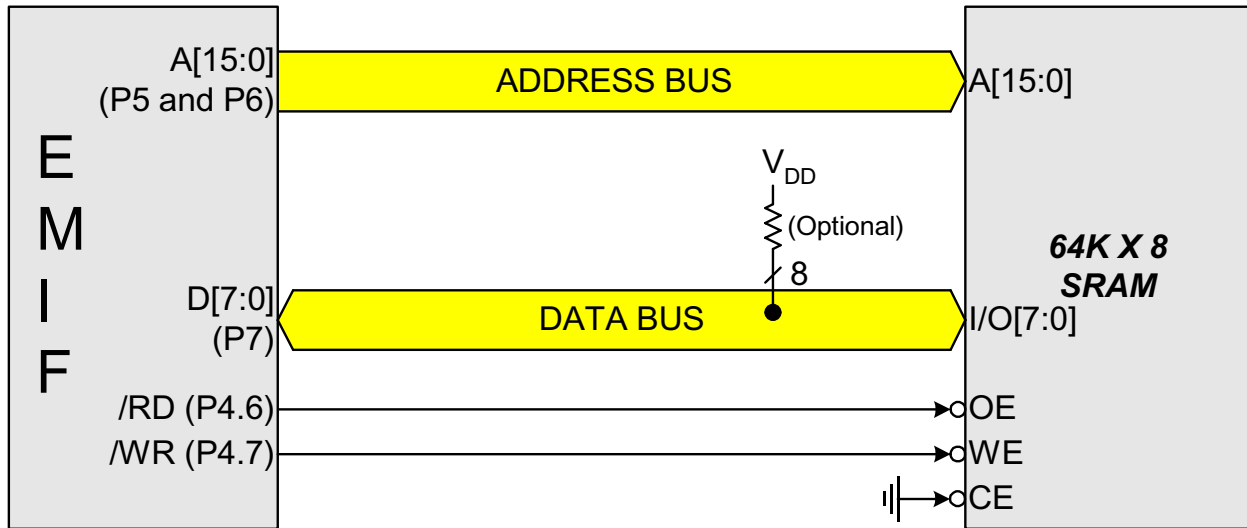 A[15:0]
(P5 and P6)
ADDRESS BUS
A[15:0]
E
M
I
F
VDD
(Optional)
8
64K X 8
SRAM
D[7:0]
(P7)
DATA BUS
I/O[7:0]
/RD (P4.6)
OE
/WR (P4.7)
WE
CE